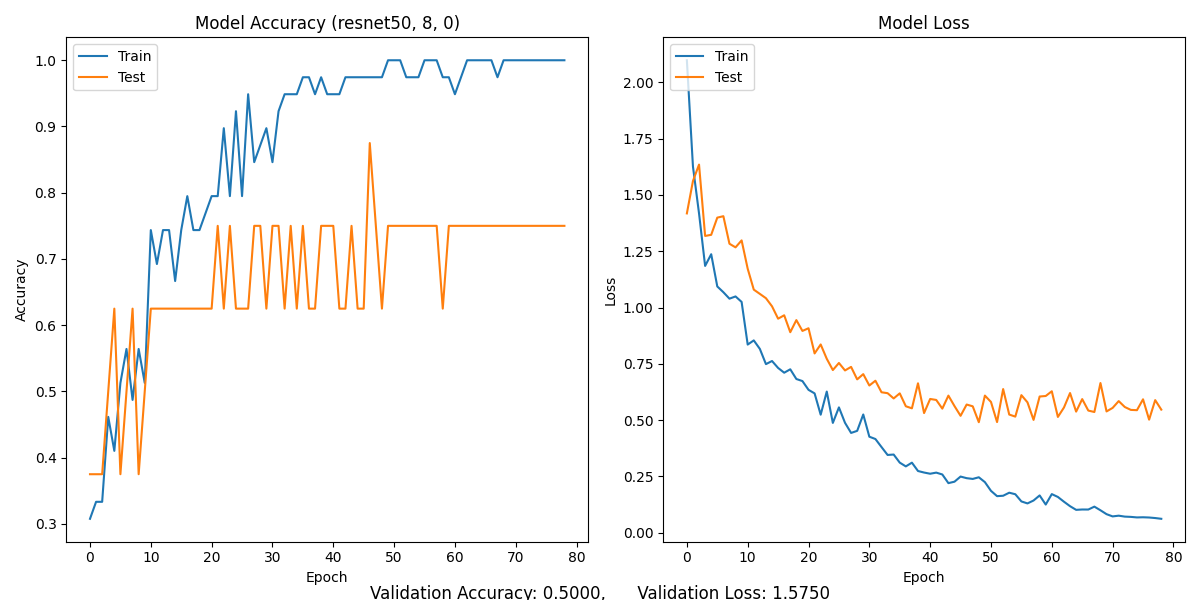 Model Accuracy (resnet50, 8, 0)
Train
Test
1.0
0.9
0.8
0.7
0.6
0.5
0.4
0.3
Accuracy
0 10 20 30 40 50 60 70 80
Epoch
Model Loss
Train
Test
2.00
1.75
1.50
1.25
1.00
0.75
0.50
0.25
0.00
Loss
0 10 20 30 40 50 60 70 80
Epoch
Validation Accuracy: 0.5000, Validation Loss: 1.5750